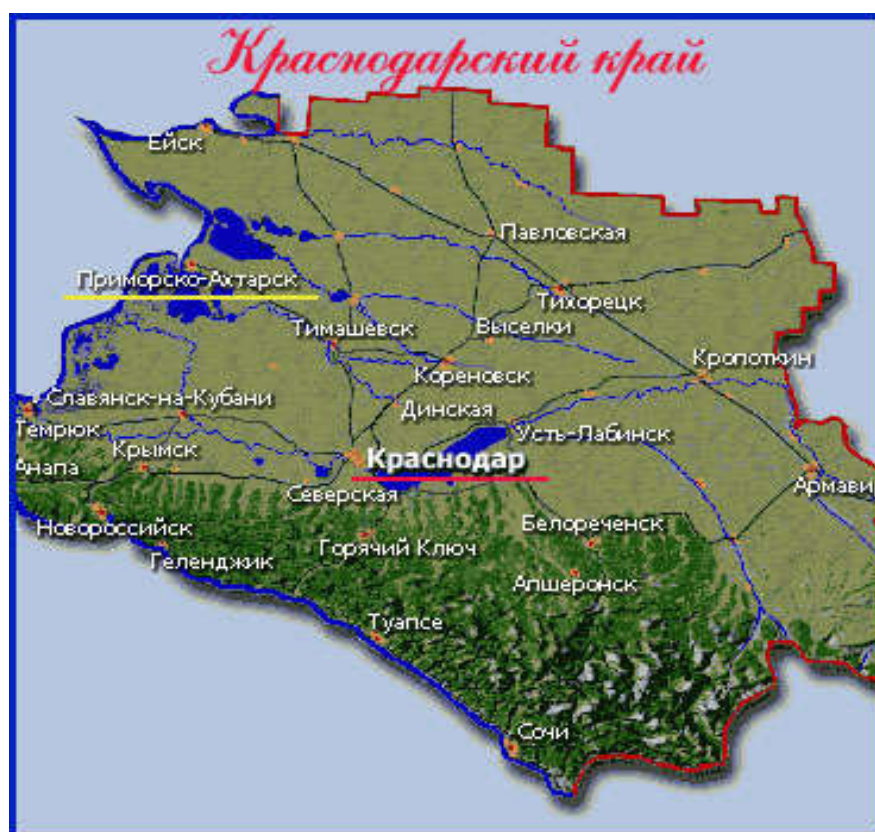 Краснодарский край
Ейск
Павловская
Приморско-Ахтарск
Тихорецк
Тимашевск
Выселки
Кропоткин
Кореновск
Славянск-на-Кубани
Динская
Темрюк
Усть-Лабинск
Крымск
Краснодар
Анапа
Армави
Северская
Новороссийск
Белореченск
Горячий Ключ
Геленджик
Апшеронск
Туапсе
Сочи